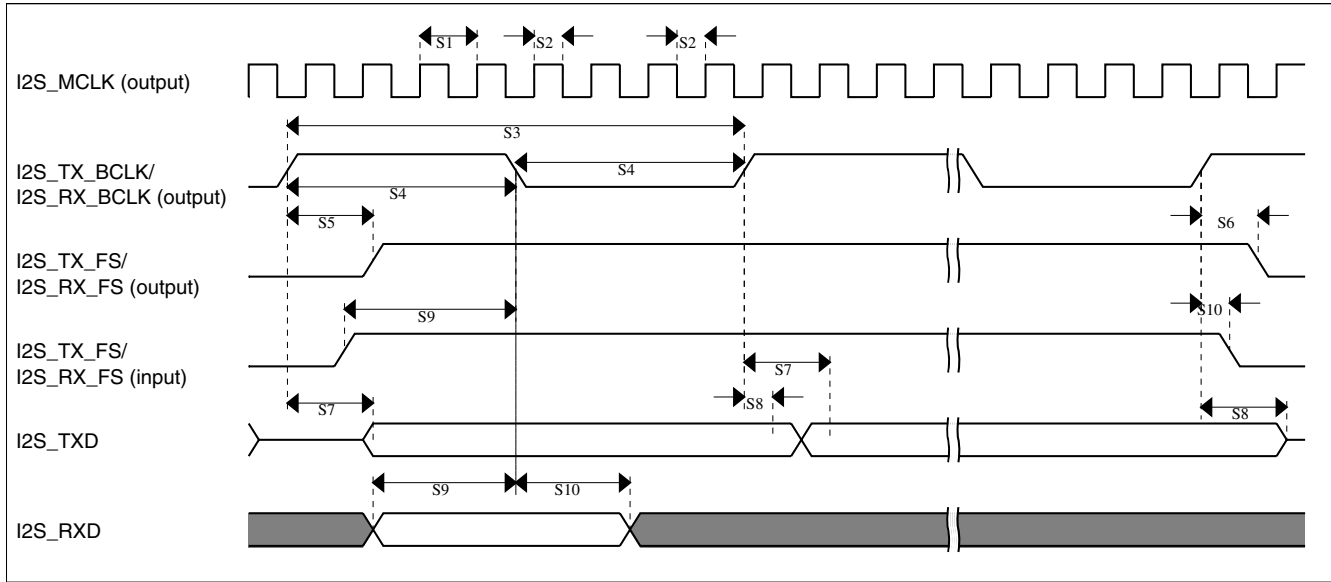 S1
S2
S2
I2S_MCLK (output)
S3
I2S_TX_BCLK/
I2S_RX_BCLK (output)
S4
S4
S5
S6
I2S_TX_FS/
I2S_RX_FS (output)
S9
S10
I2S_TX_FS/
I2S_RX_FS (input)
S7
S7
S8
S8
I2S_TXD
S9
S10
I2S_RXD